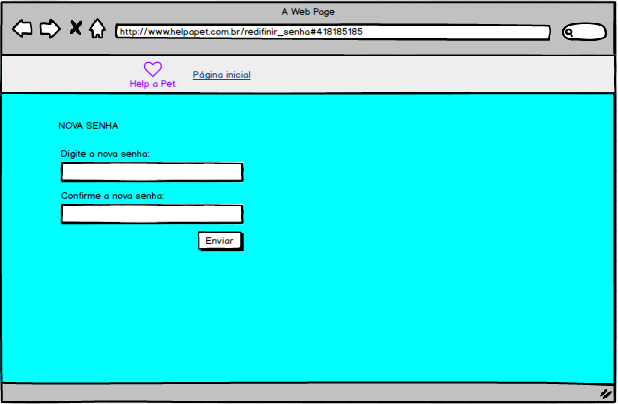 A Web Page
http://www.helpapet.com.br/redifinir_senha#418185185
Help a Pet
Página inicial
NOVA SENHA
Digite a nova senha:
Confirme a nova senha:
Enviar